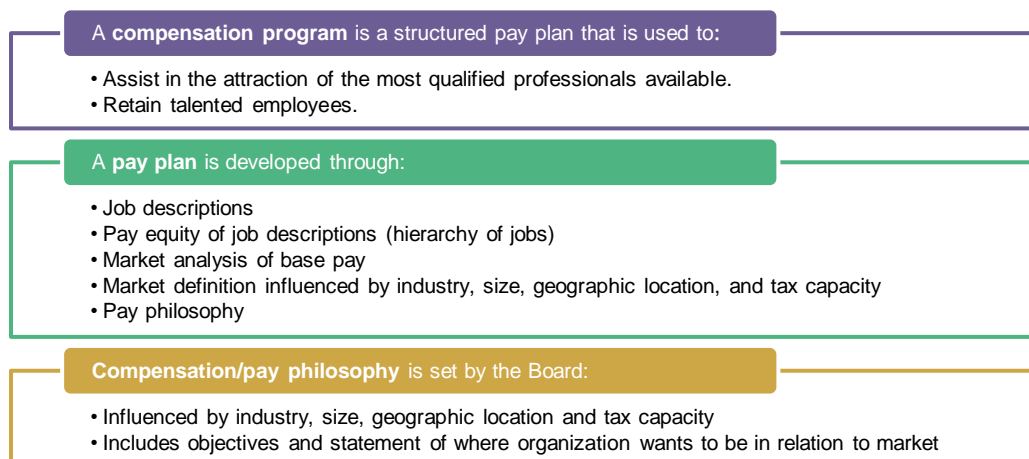 A compensation program is a structured pay plan that is used to:
• Assist in the attraction of the most qualified professionals available.
• Retain talented employees.
A pay plan is developed through:
• Job descriptions
• Pay equity of job descriptions (hierarchy of jobs)
• Market analysis of base pay
• Market definition influenced by industry, size, geographic location, and tax capacity
• Pay philosophy
Compensation/pay philosophy is set by the Board:
• Influenced by industry, size, geographic location and tax capacity
• Includes objectives and statement of where organization wants to be in relation to market